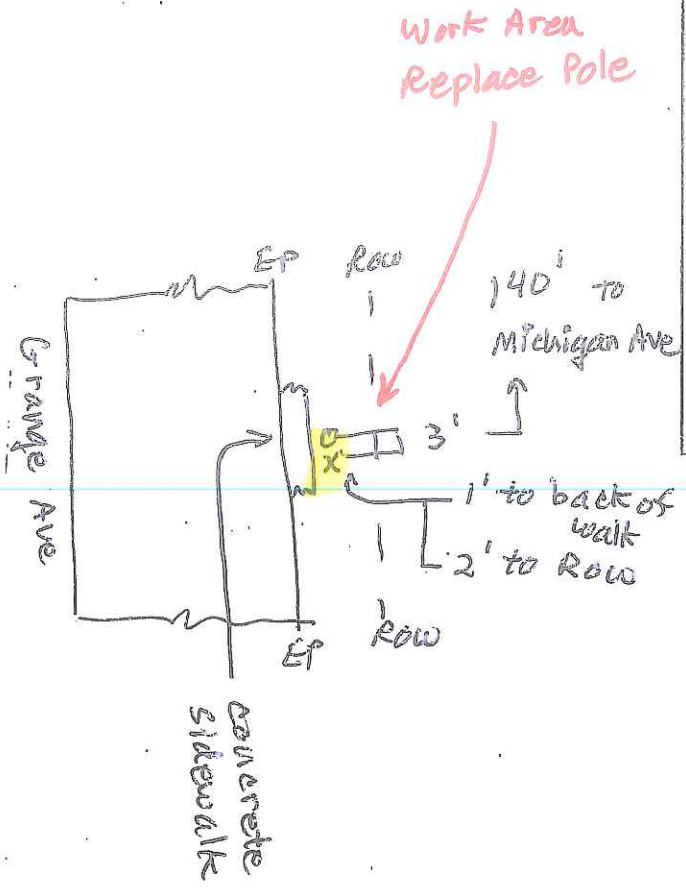 Work Area
Replace Pole
EP
Row
140' to
Michigan Ave
O
X
3'
1' to back of
walk
2' to Row
Row
EP
Grange Ave
concrete
sidewalk